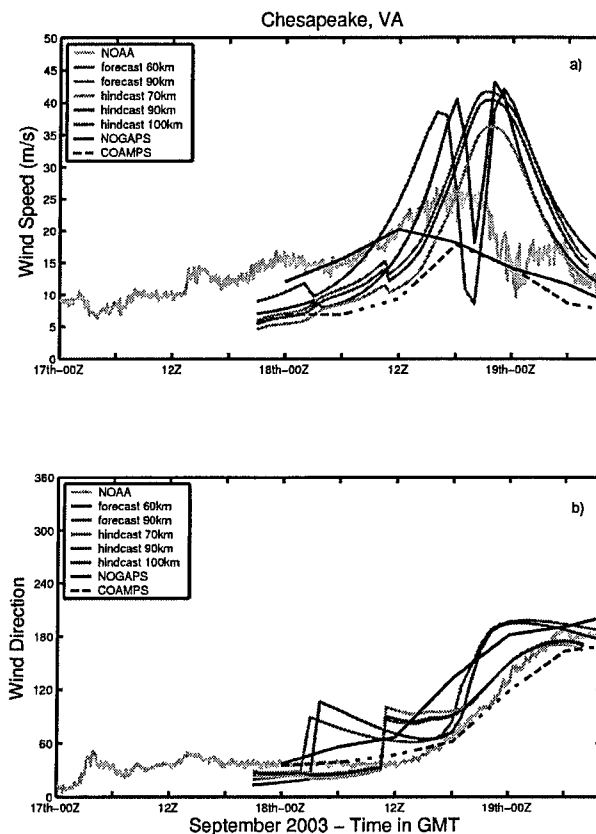 Chesapeake, VA
50
45
40
35
30
25
20
15
10
5
0
Wind Speed (m/s)
NOAA
forecast 60km
forecast 90km
hindcast 70km
hindcast 90km
hindcast 100km
NOGAPS
COAMPS
a)
17th-00Z
12Z
18th-00Z
12Z
19th-00Z
360
300
240
180
120
60
0
Wind Direction
NOAA
forecast 60km
forecast 90km
hindcast 70km
hindcast 90km
hindcast 100km
NOGAPS
COAMPS
b)
17th-00Z
12Z
18th-00Z
12Z
19th-00Z
September 2003 – Time in GMT